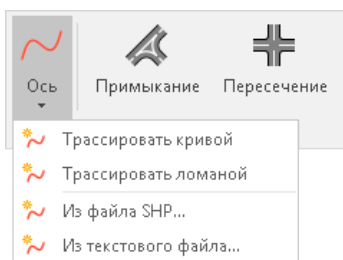 Ось Примыкание Пересечение
Трассировать кривой
Трассировать ломаной
Из файла SHP...
Из текстового файла...